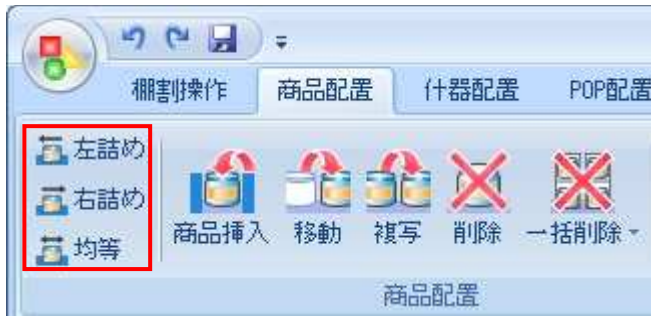 棚割操作 商品配置 什器配置 POP配置
左詰め
右詰め
均等
商品挿入 移動 複写 削除 一括削除
商品配置